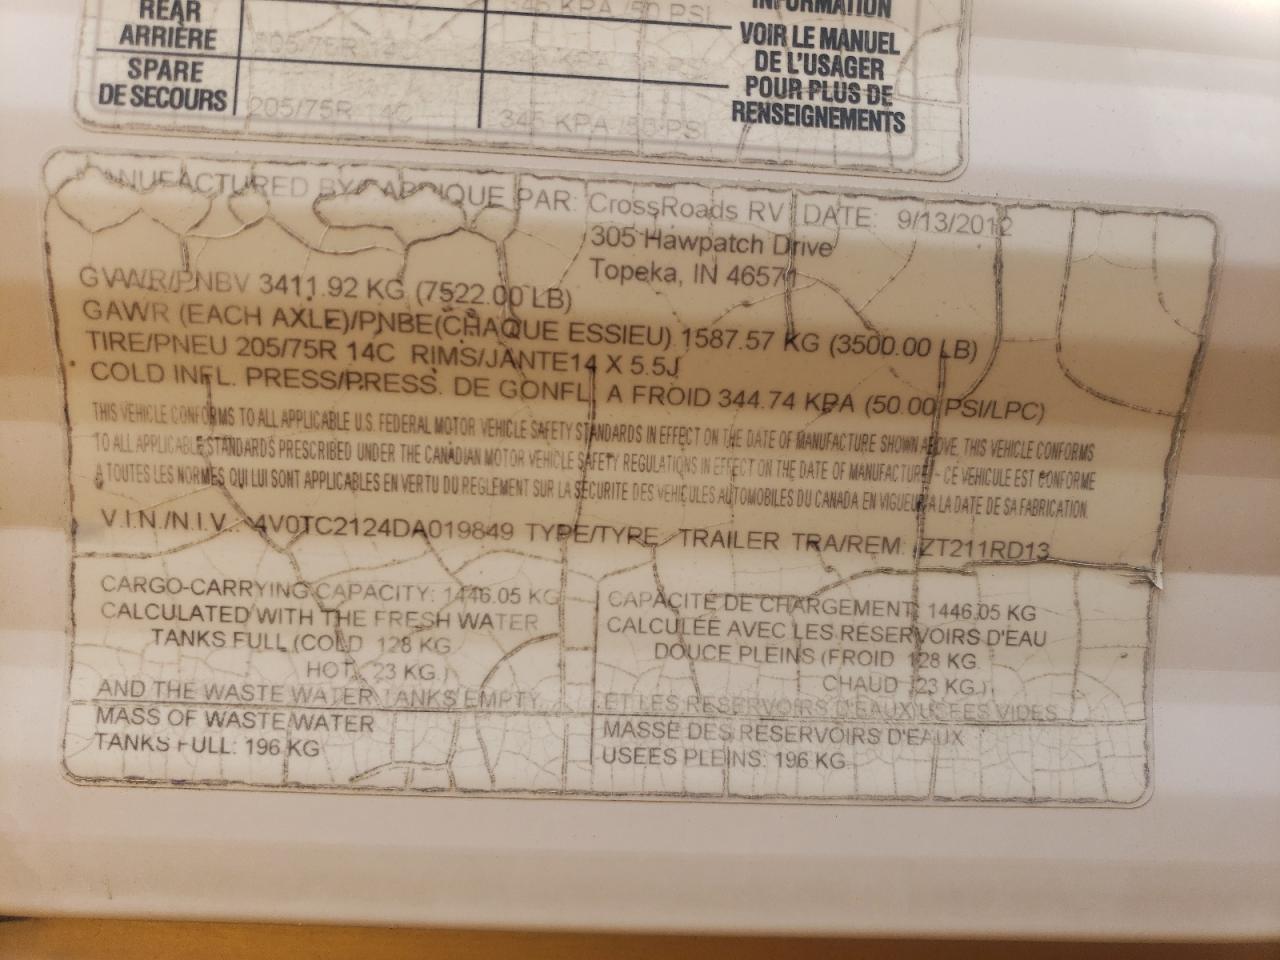 345 KPA /50 PSI
INFORMATION
REAR
ARRIÈRE
205/75R 14C
VOIR LE MANUEL
DE L'USAGER
POUR PLUS DE
RENSEIGNEMENTS
SPARE
DE SECOURS
205/75R 14C
345 KPA /50 PSI
MANUFACTURED BY/FABRIQUE PAR: CrossRoads RV DATE: 9/13/2012
305 Hawpatch Drive
Topeka, IN 46571
GVWR/PNBV 3411.92 KG (7522.00 LB)
GAWR (EACH AXLE)/PNBE(CHAQUE ESSIEU) 1587.57 KG (3500.00 LB)
TIRE/PNEU 205/75R 14C RIMS/JANTE14 X 5.5J
COLD INFL. PRESS/PRESS. DE GONFL. A FROID 344.74 KPA (50.00 PSI/LPC)
THIS VEHICLE CONFORMS TO ALL APPLICABLE U.S. FEDERAL MOTOR VEHICLE SAFETY STANDARDS IN EFFECT ON THE DATE OF MANUFACTURE SHOWN ABOVE. THIS VEHICLE CONFORMS
TO ALL APPLICABLE STANDARDS PRESCRIBED UNDER THE CANADIAN MOTOR VEHICLE SAFETY REGULATIONS IN EFFECT ON THE DATE OF MANUFACTURE - CE VEHICULE EST CONFORME
A TOUTES LES NORMES QUI LUI SONT APPLICABLES EN VERTU DU REGLEMENT SUR LA SECURITE DES VEHICULES AUTOMOBILES DU CANADA EN VIGUEUR A LA DATE DE SA FABRICATION.
V.I.N./N.I.V.: 4V0TC2124DA019849 TYPE/TYPE TRAILER TRA/REM. ZT211RD13
CARGO-CARRYING CAPACITY: 1446.05 KG
CALCULATED WITH THE FRESH WATER
TANKS FULL (COLD 128 KG
HOT, 23 KG.)
AND THE WASTE WATER TANKS EMPTY
MASS OF WASTE WATER
TANKS FULL: 196 KG
CAPACITÉ DE CHARGEMENT: 1446.05 KG
CALCULÉE AVEC LES RESERVOIRS D'EAU
DOUCE PLEINS (FROID 128 KG.
CHAUD 23 KG.)
ET LES RESERVOIRS D'EAUX USEES VIDES
MASSE DES RESERVOIRS D'EAUX
USEES PLEINS: 196 KG